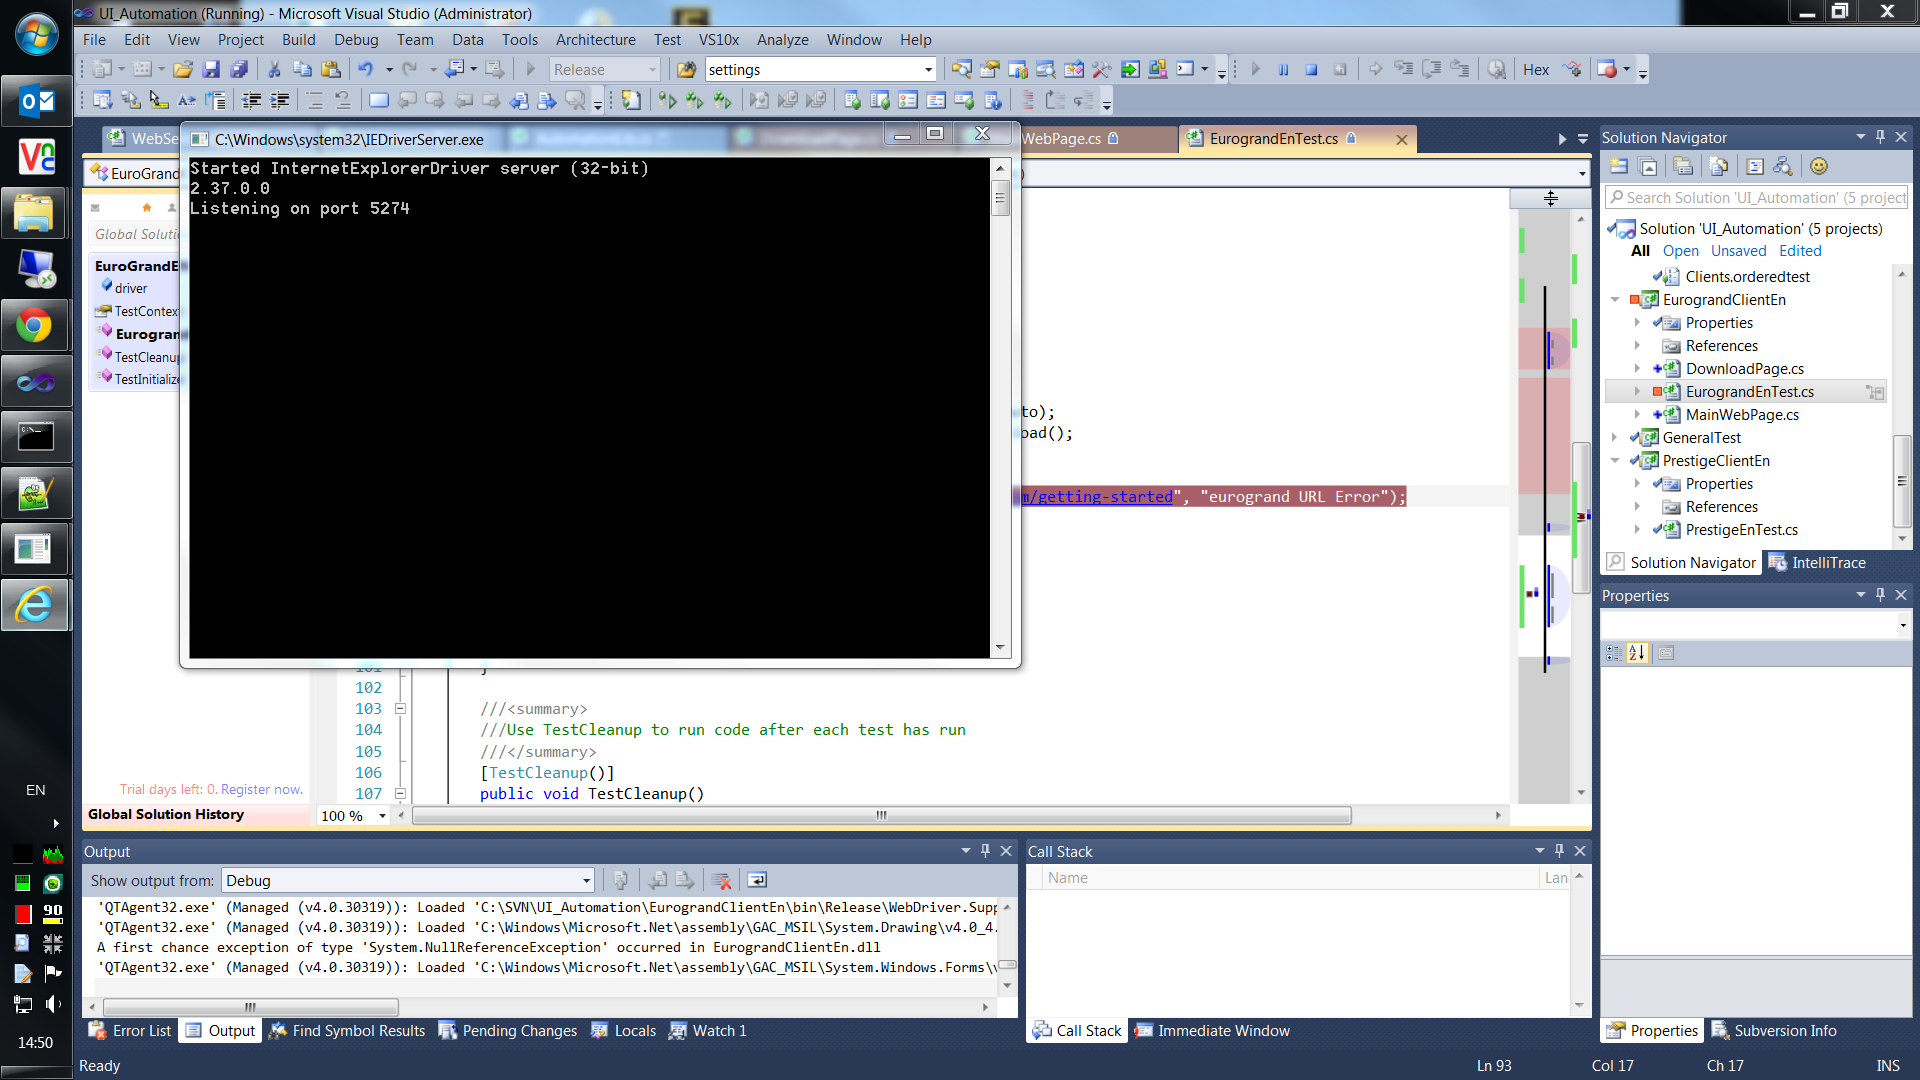 UI_Automation (Running) - Microsoft Visual Studio (Administrator)
File Edit View Project Build Debug Team Data Tools Architecture Test VS10x Analyze Window Help
Release
settings
Hex
WebSe
WebPage.cs
EurograndEnTest.cs
EuroGrand
C:\Windows\system32\IEDriverServer.exe
Started InternetExplorerDriver server (32-bit)
2.37.0.0
Listening on port 5274
Global Soluti
EuroGrandE
driver
TestContex
Eurogran
TestCleanup
TestInitialize
to);
oad();
m/getting-started", "eurogrand URL Error");
101
102
103 ///<summary>
104 ///Use TestCleanup to run code after each test has run
105 ///</summary>
106 [TestCleanup()]
107 public void TestCleanup()
Trial days left: 0. Register now.
Global Solution History
100 %
Solution Navigator
Search Solution 'UI_Automation' (5 project
Solution 'UI_Automation' (5 projects)
All Open Unsaved Edited
Clients.orderedtest
EurograndClientEn
Properties
References
DownloadPage.cs
EurograndEnTest.cs
MainWebPage.cs
GeneralTest
PrestigeClientEn
Properties
References
PrestigeEnTest.cs
Solution Navigator IntelliTrace
Properties
Output
Show output from: Debug
'QTAgent32.exe' (Managed (v4.0.30319)): Loaded 'C:\SVN\UI_Automation\EurograndClientEn\bin\Release\WebDriver.Supp
'QTAgent32.exe' (Managed (v4.0.30319)): Loaded 'C:\Windows\Microsoft.Net\assembly\GAC_MSIL\System.Drawing\v4.0_4.
A first chance exception of type 'System.NullReferenceException' occurred in EurograndClientEn.dll
'QTAgent32.exe' (Managed (v4.0.30319)): Loaded 'C:\Windows\Microsoft.Net\assembly\GAC_MSIL\System.Windows.Forms\v
Call Stack
Name
Lan
Error List Output Find Symbol Results Pending Changes Locals Watch 1
Call Stack Immediate Window
Properties Subversion Info
Ready
Ln 93
Col 17
Ch 17
INS
EN
90
14:50